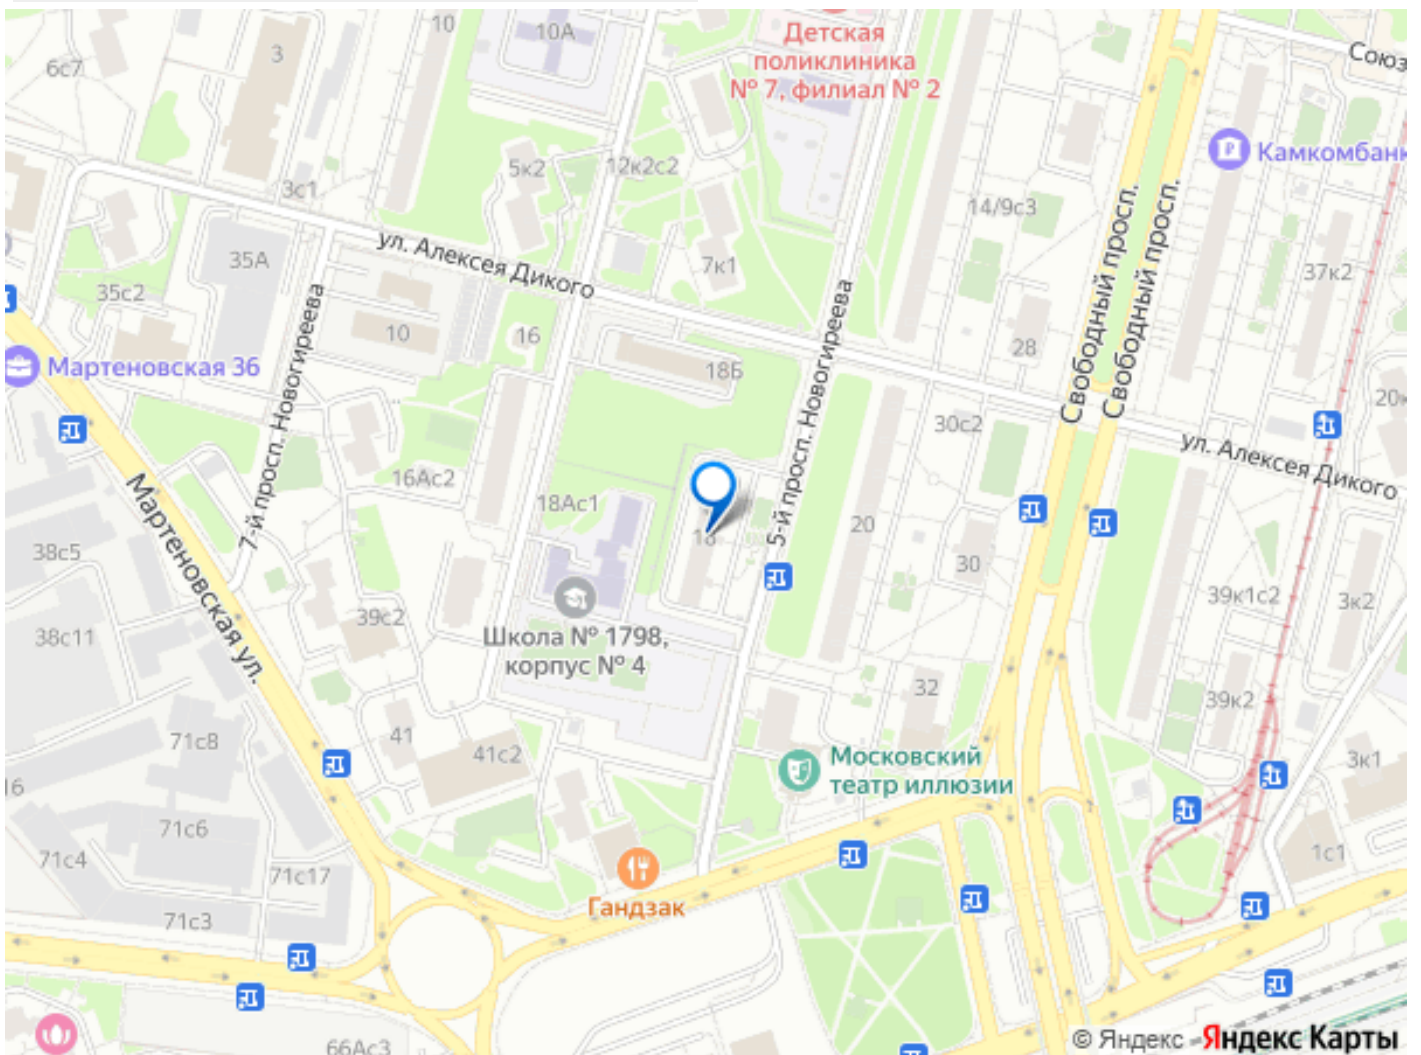 10
10А
Детская
поликлиника
№ 7, филиал № 2
3
6с7
Союз
Камкомбанк
5к2
12к2с2
3с1
14/9с3
Свободный просп.
Свободный просп.
ул. Алексея Дикого
35А
7к1
37к2
35с2
10
16
28
5-й просп. Новогиреева
7-й просп. Новогиреева
Мартеновская 36
18Б
20к
30с2
ул. Алексея Дикого
16Ас2
18Ас1
18
20
Мартеновская ул.
38с5
30
39к1с2
3к2
39с2
38с11
Школа № 1798,
корпус № 4
32
39к2
41
71с8
41с2
Московский
театр иллюзии
3к1
16
71с6
71с4
71с17
1с1
Гандзак
71с3
66Ас3
© Яндекс - Яндекс Карты